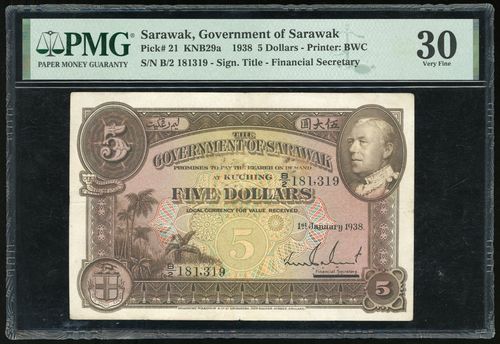 PMG
PAPER MONEY GUARANTY
Sarawak, Government of Sarawak
Pick# 21 KNB29a 1938 5 Dollars - Printer: BWC
S/N B/2 181319 - Sign. Title - Financial Secretary
30
Very Fine
5
圓大伍
THE
GOVERNMENT OF SARAWAK
PROMISES TO PAY THE BEARER ON DEMAND
AT KUCHING B/2 181,319
FIVE DOLLARS
LOCAL CURRENCY FOR VALUE RECEIVED
1st January 1938.
5
B/2 181,319
Financial Secretary.
5